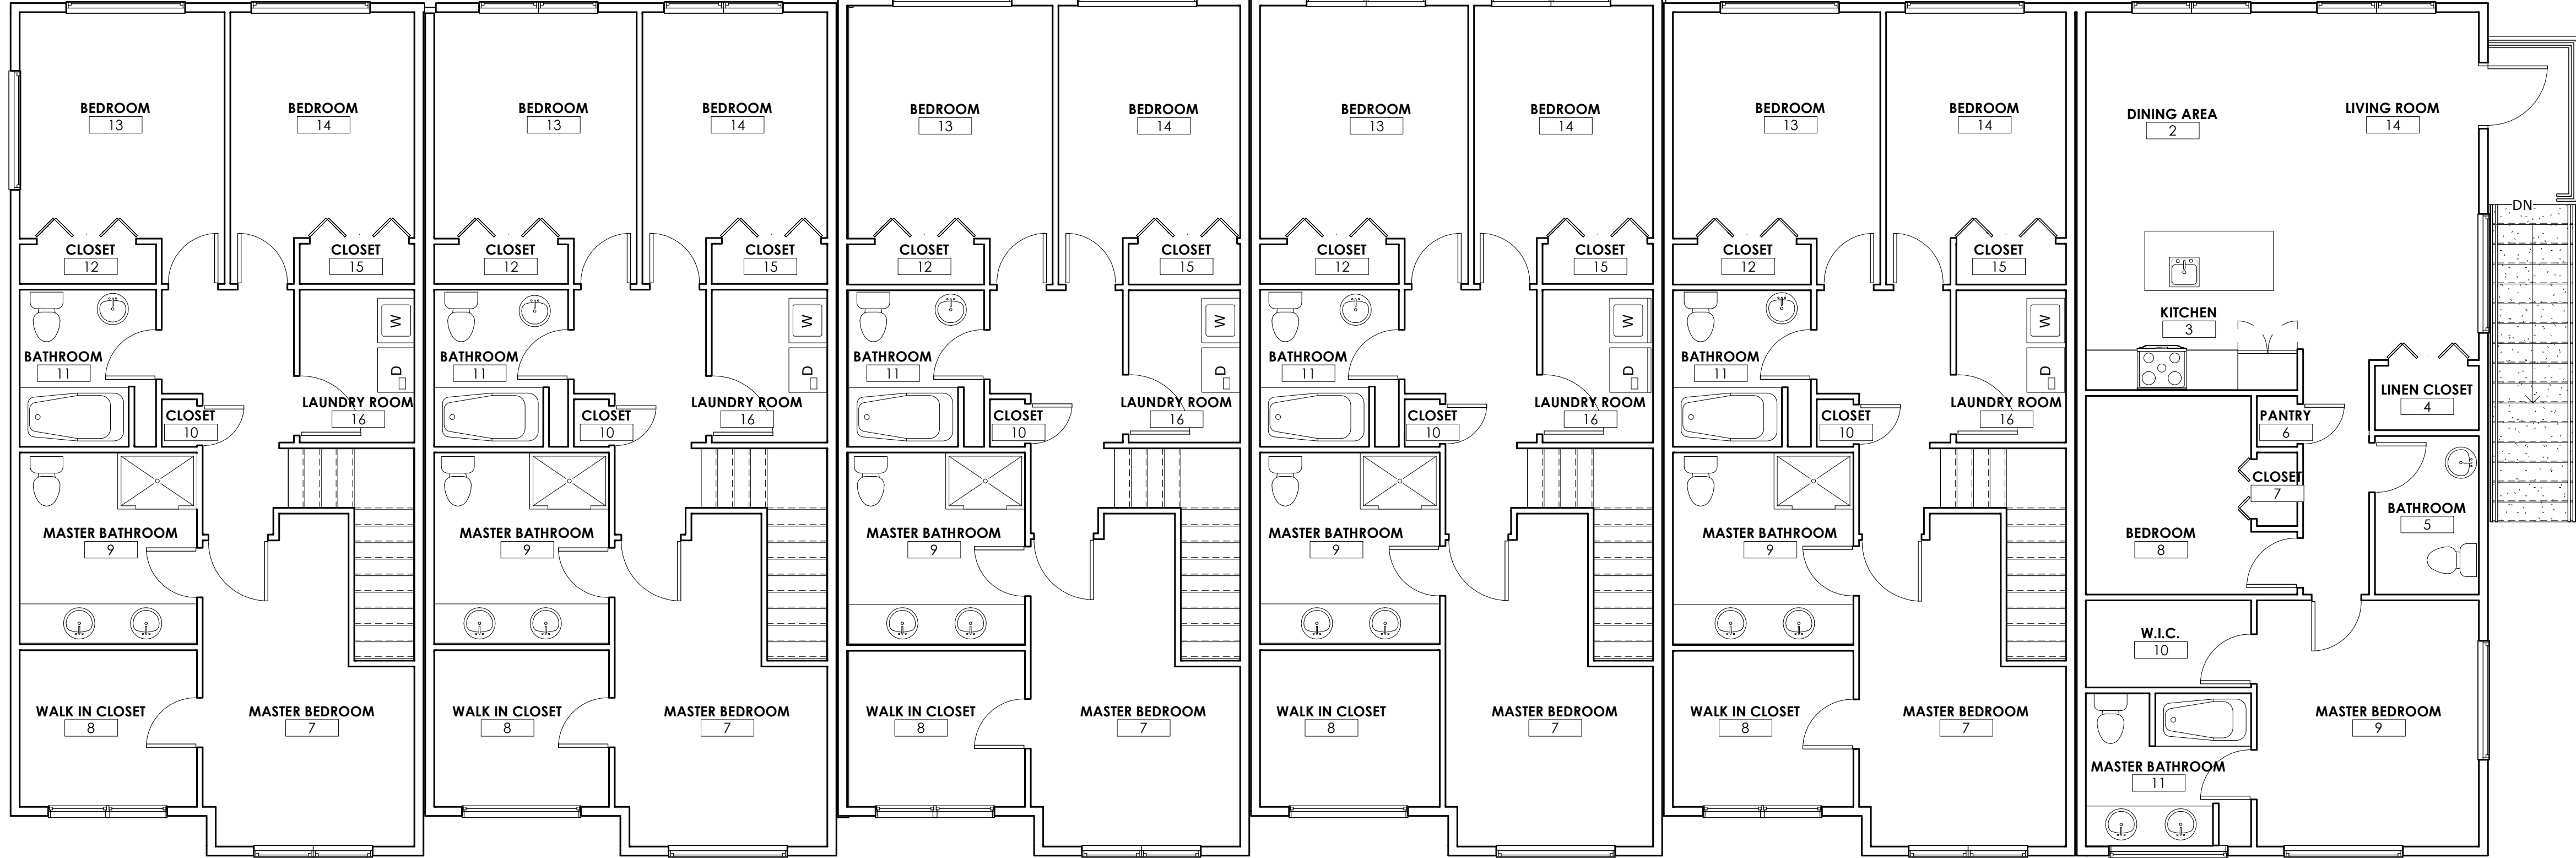 BEDROOM
13
BEDROOM
14
CLOSET
12
CLOSET
15
BATHROOM
11
W
D
CLOSET
10
LAUNDRY ROOM
16
MASTER BATHROOM
9
WALK IN CLOSET
8
MASTER BEDROOM
7
BEDROOM
13
BEDROOM
14
CLOSET
12
CLOSET
15
BATHROOM
11
W
D
CLOSET
10
LAUNDRY ROOM
16
MASTER BATHROOM
9
WALK IN CLOSET
8
MASTER BEDROOM
7
BEDROOM
13
BEDROOM
14
CLOSET
12
CLOSET
15
BATHROOM
11
W
D
CLOSET
10
LAUNDRY ROOM
16
MASTER BATHROOM
9
WALK IN CLOSET
8
MASTER BEDROOM
7
BEDROOM
13
BEDROOM
14
CLOSET
12
CLOSET
15
BATHROOM
11
W
D
CLOSET
10
LAUNDRY ROOM
16
MASTER BATHROOM
9
WALK IN CLOSET
8
MASTER BEDROOM
7
BEDROOM
13
BEDROOM
14
CLOSET
12
CLOSET
15
BATHROOM
11
W
D
CLOSET
10
LAUNDRY ROOM
16
MASTER BATHROOM
9
WALK IN CLOSET
8
MASTER BEDROOM
7
DINING AREA
2
LIVING ROOM
14
DN
KITCHEN
3
LINEN CLOSET
4
PANTRY
6
CLOSET
7
BATHROOM
5
BEDROOM
8
W.I.C.
10
MASTER BEDROOM
9
MASTER BATHROOM
11